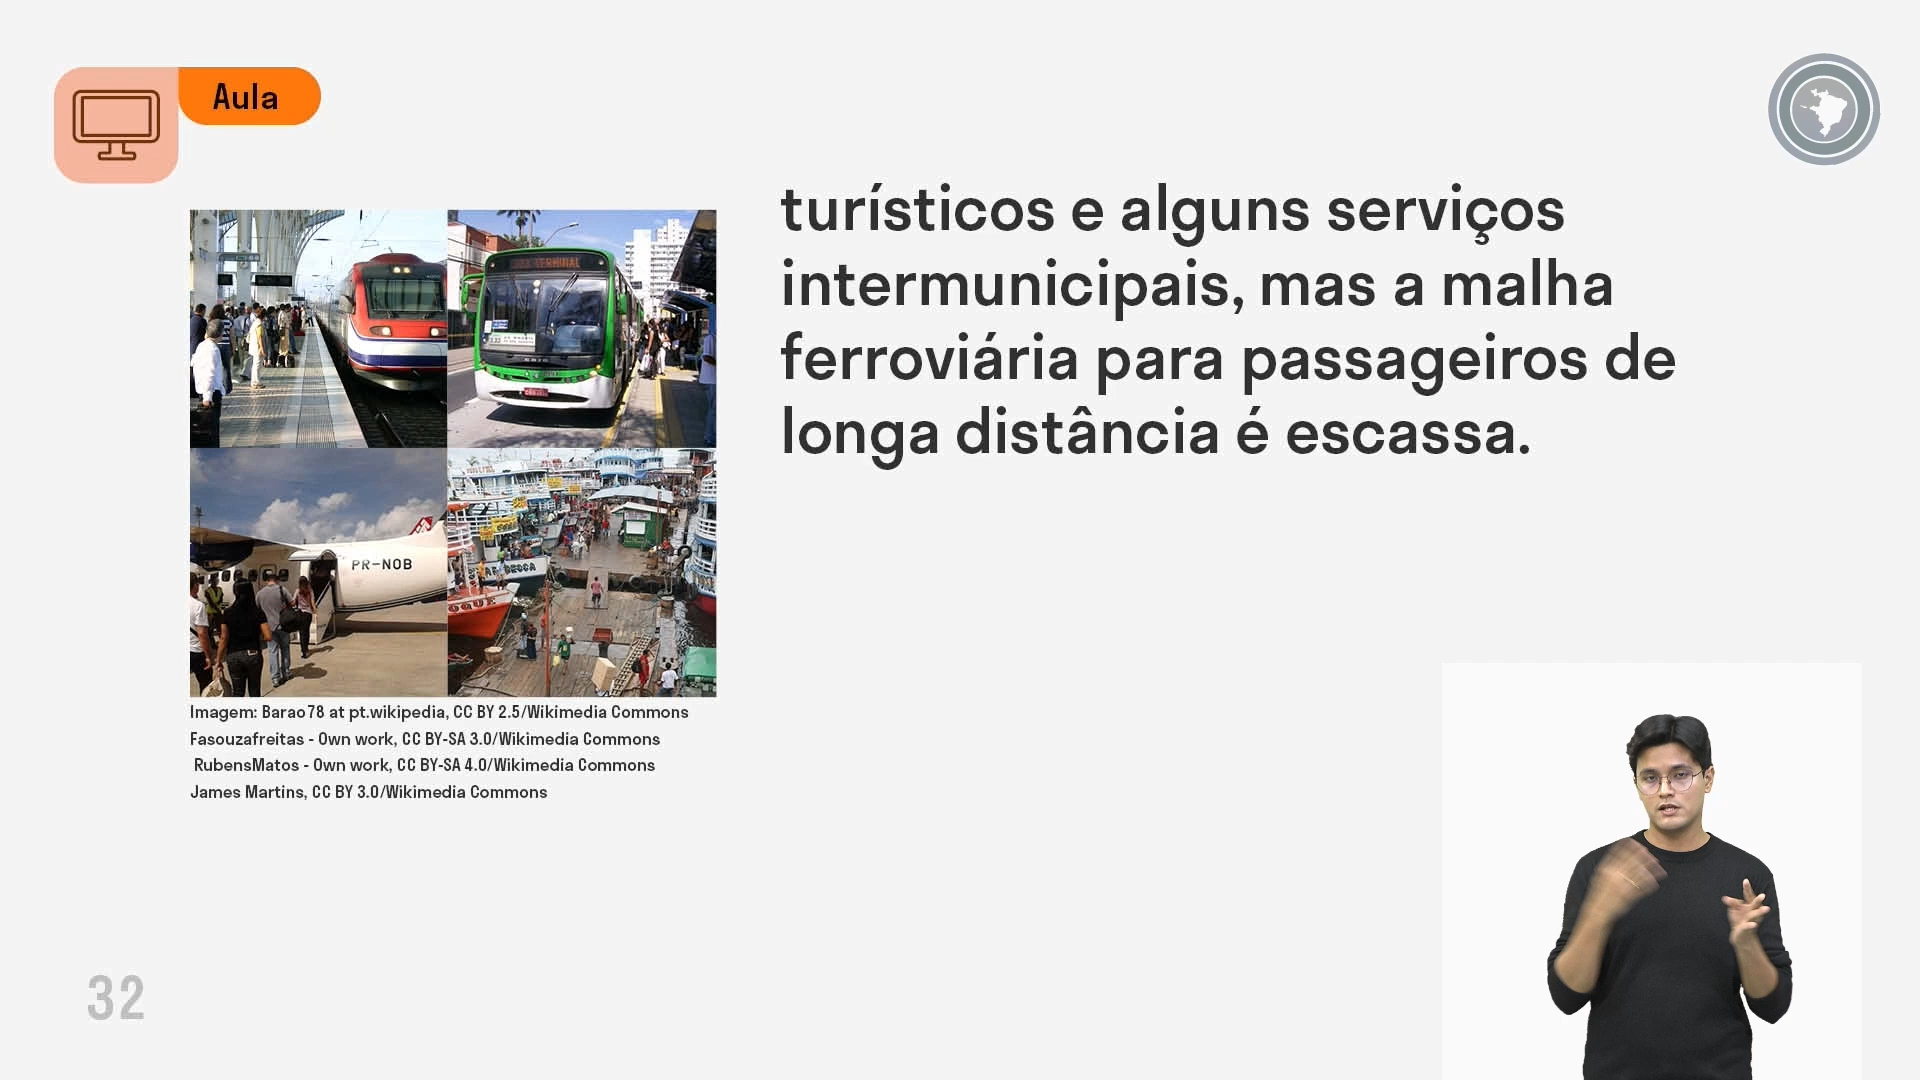 Aula
turísticos e alguns serviços
intermunicipais, mas a malha
ferroviária para passageiros de
longa distância é escassa.
TERMINAL
PR-NOB
Imagem: Barao78 at pt.wikipedia, CC BY 2.5/Wikimedia Commons
Fasouzafreitas - Own work, CC BY-SA 3.0/Wikimedia Commons
RubensMatos - Own work, CC BY-SA 4.0/Wikimedia Commons
James Martins, CC BY 3.0/Wikimedia Commons
32